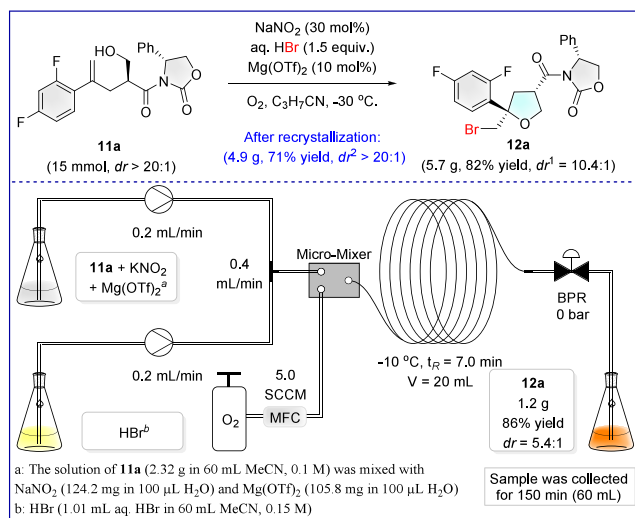 NaNO2 (30 mol%)
aq. HBr (1.5 equiv.)
Mg(OTf)2 (10 mol%)
O2, C3H7CN, -30 °C.
After recrystallization:
(4.9 g, 71% yield, dr² > 20:1)
F
F
HO
Ph
N
O
O
O
11a
(15 mmol, dr > 20:1)
F
F
Br
O
O
Ph
N
O
O
12a
(5.7 g, 82% yield, dr¹ = 10.4:1)
0.2 mL/min
11a + KNO2
+ Mg(OTf)2ᵃ
0.4
mL/min
Micro-Mixer
BPR
0 bar
0.2 mL/min
HBrᵇ
5.0
SCCM
O2
MFC
-10 °C, tR = 7.0 min
V = 20 mL
12a
1.2 g
86% yield
dr = 5.4:1
a: The solution of 11a (2.32 g in 60 mL MeCN, 0.1 M) was mixed with
NaNO2 (124.2 mg in 100 µL H2O) and Mg(OTf)2 (105.8 mg in 100 µL H2O)
b: HBr (1.01 mL aq. HBr in 60 mL MeCN, 0.15 M)
Sample was collected
for 150 min (60 mL)